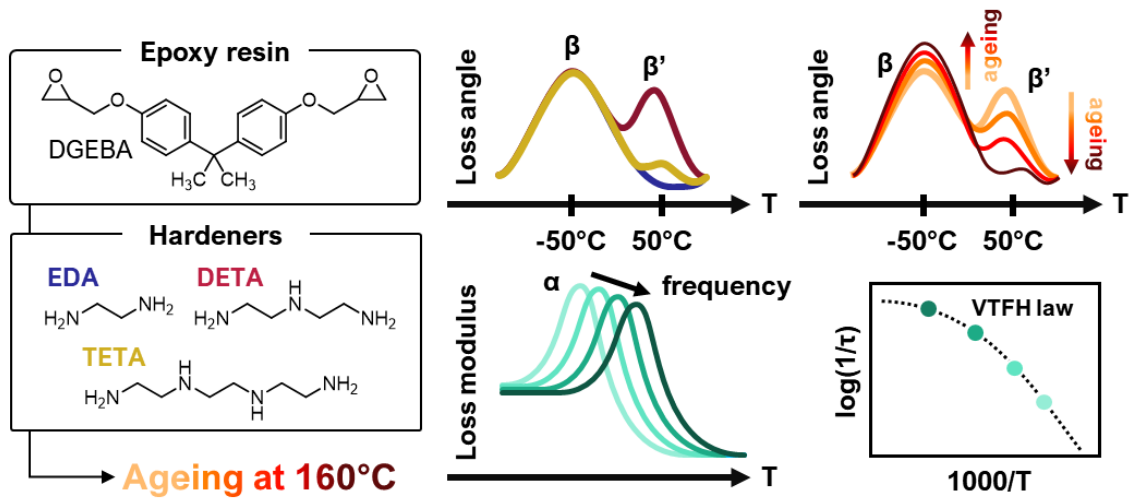 Epoxy resin
O
O
O
O
DGEBA
H₃C
CH₃
Hardeners
EDA
H₂N
NH₂
DETA
H₂N
H
N
NH₂
TETA
H₂N
H
N
N
H
NH₂
Ageing at 160°C
Loss angle
β
β’
T
-50°C
50°C
Loss angle
β
ageing
β’
ageing
T
-50°C
50°C
Loss modulus
α
frequency
T
log(1/τ)
VTFH law
1000/T